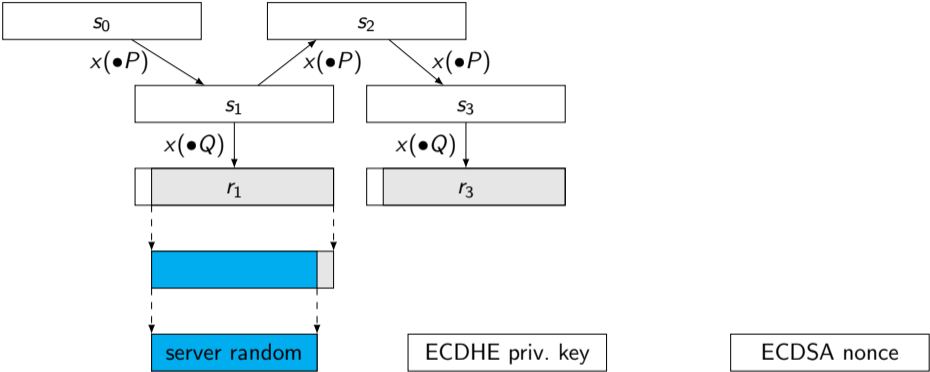 s₀ s₂
x(●P) x(●P) x(●P)
s₁ s₃
x(●Q) x(●Q)
r₁ r₃
server random ECDHE priv. key ECDSA nonce